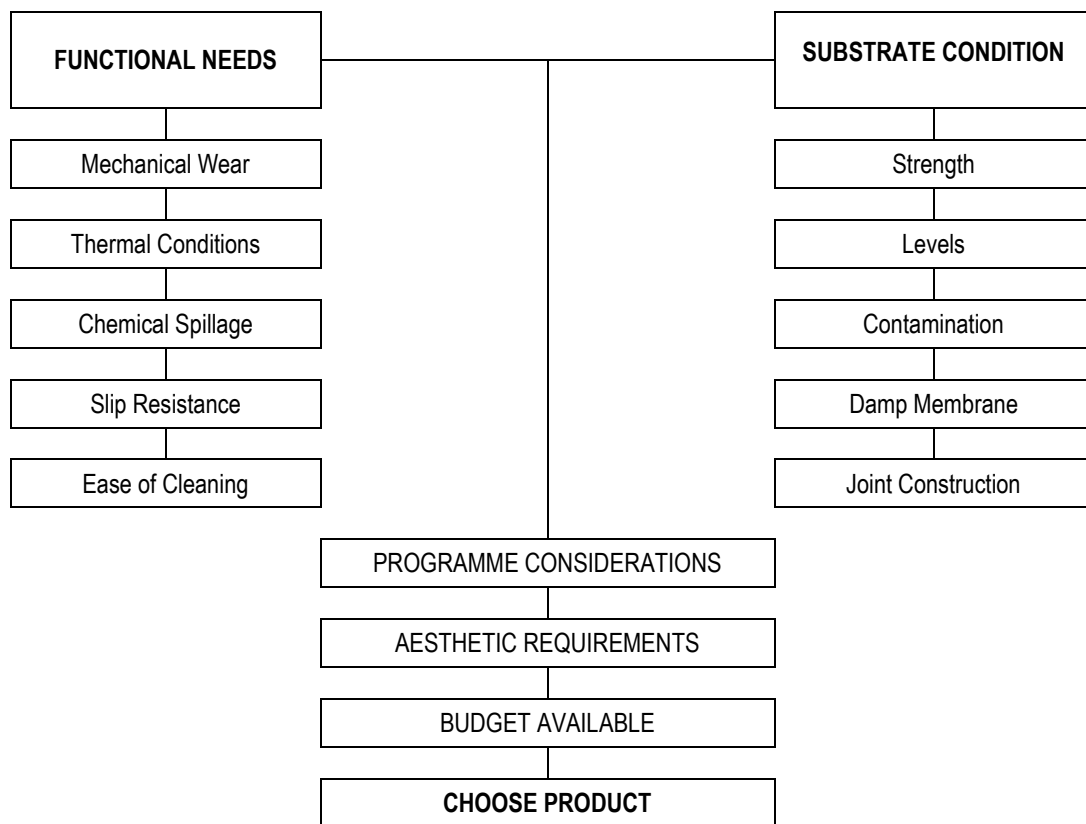 FUNCTIONAL NEEDS
SUBSTRATE CONDITION
Mechanical Wear
Strength
Thermal Conditions
Levels
Chemical Spillage
Contamination
Slip Resistance
Damp Membrane
Ease of Cleaning
Joint Construction
PROGRAMME CONSIDERATIONS
AESTHETIC REQUIREMENTS
BUDGET AVAILABLE
CHOOSE PRODUCT